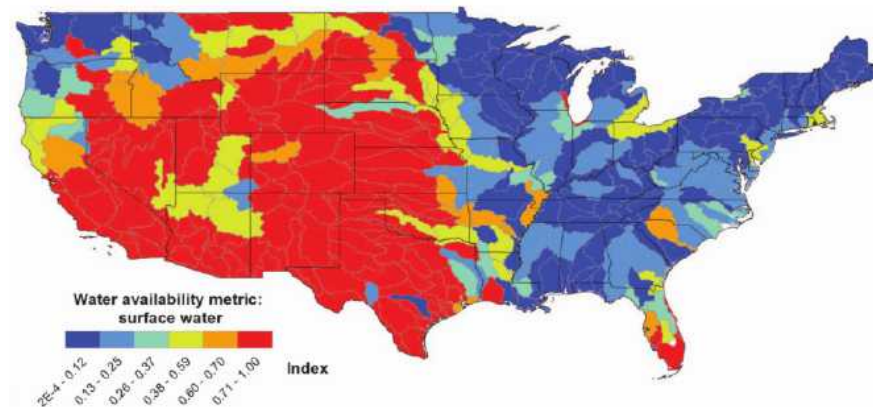 Water availability metric:
surface water
Index
2E-4 - 0.12
0.13 - 0.25
0.26 - 0.37
0.38 - 0.59
0.60 - 0.70
0.71 - 1.00